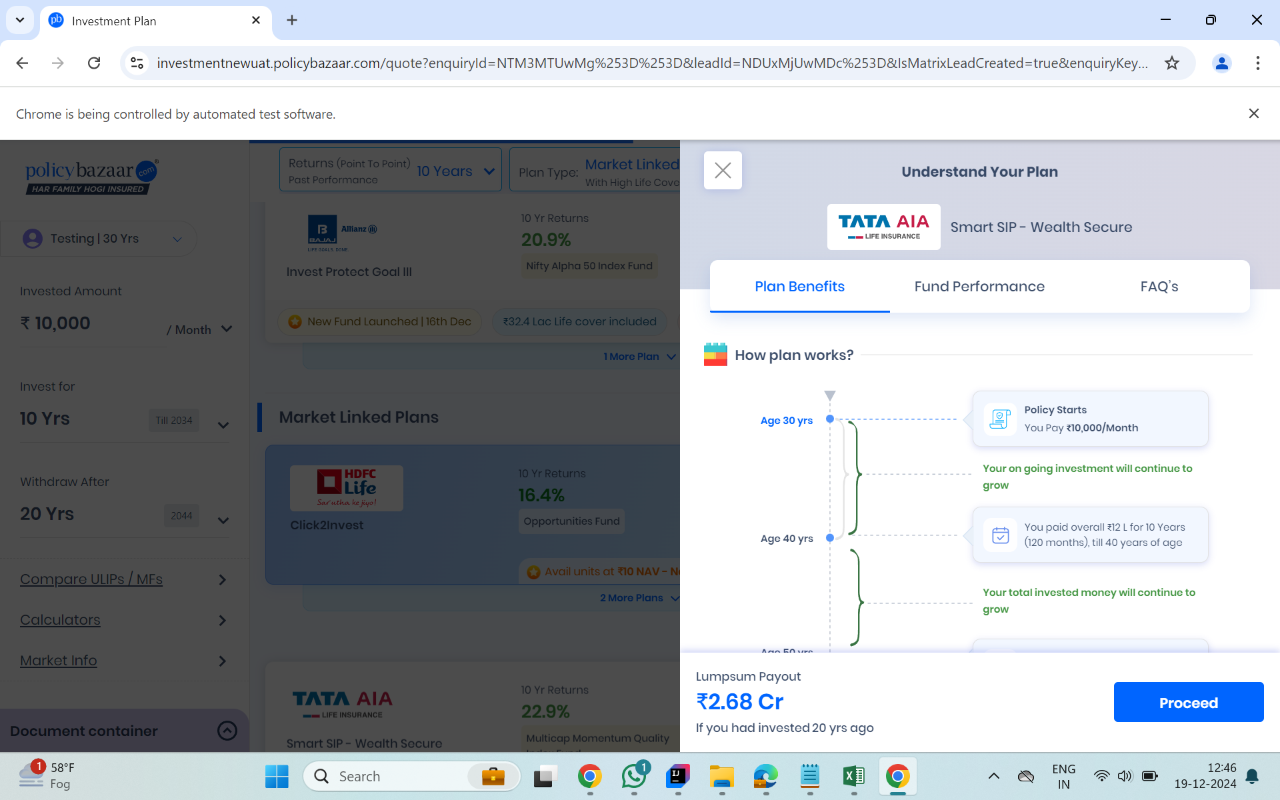 Investment Plan
investmentnewuat.policybazaar.com/quote?enquiryId=NTM3MTUwMg%253D%253D&leadId=NDUxMjUwMDc%253D&IsMatrixLeadCreated=true&enquiryKey...
Chrome is being controlled by automated test software.
policybazaar.com
HAR FAMILY HOGI INSURED
Testing | 30 Yrs
Invested Amount
₹ 10,000
/ Month
Invest for
10 Yrs
Till 2034
Withdraw After
20 Yrs
2044
Compare ULIPs / MFs
Calculators
Market Info
Document container
Returns (Point To Point)
Past Performance
10 Years
Plan Type:
Market Linked
With High Life Cove
BAJAJ Allianz
Invest Protect Goal III
10 Yr Returns
20.9%
Nifty Alpha 50 Index Fund
New Fund Launched | 16th Dec
₹32.4 Lac Life cover included
1 More Plan
Market Linked Plans
HDFC
Life
Sar utha ke jiyo!
Click2Invest
10 Yr Returns
16.4%
Opportunities Fund
Avail units at ₹10 NAV - N
2 More Plans
TATA AIA
LIFE INSURANCE
Smart SIP - Wealth Secure
10 Yr Returns
22.9%
Multicap Momentum Quality
Index Fund
Understand Your Plan
TATA AIA
LIFE INSURANCE
Smart SIP - Wealth Secure
Plan Benefits
Fund Performance
FAQ's
How plan works?
Age 30 yrs
Policy Starts
You Pay ₹10,000/Month
Your on going investment will continue to
grow
Age 40 yrs
You paid overall ₹12 L for 10 Years
(120 months), till 40 years of age
Your total invested money will continue to
grow
Age 50 yrs
Lumpsum Payout
₹2.68 Cr
If you had invested 20 yrs ago
Proceed
1
58°F
Fog
Search
1
ENG
IN
12:46
19-12-2024